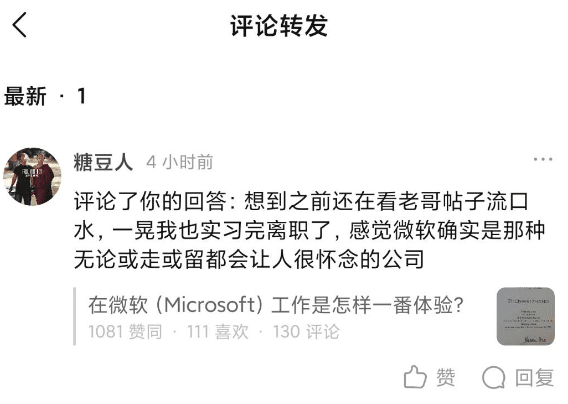 评论转发
最新 · 1
糖豆人 4 小时前
评论了你的回答：想到之前还在看老哥帖子流口
水，一晃我也实习完离职了，感觉微软确实是那种
无论或走或留都会让人很怀念的公司
在微软（Microsoft）工作是怎样一番体验？
1081 赞同 · 111 喜欢 · 130 评论
赞 回复